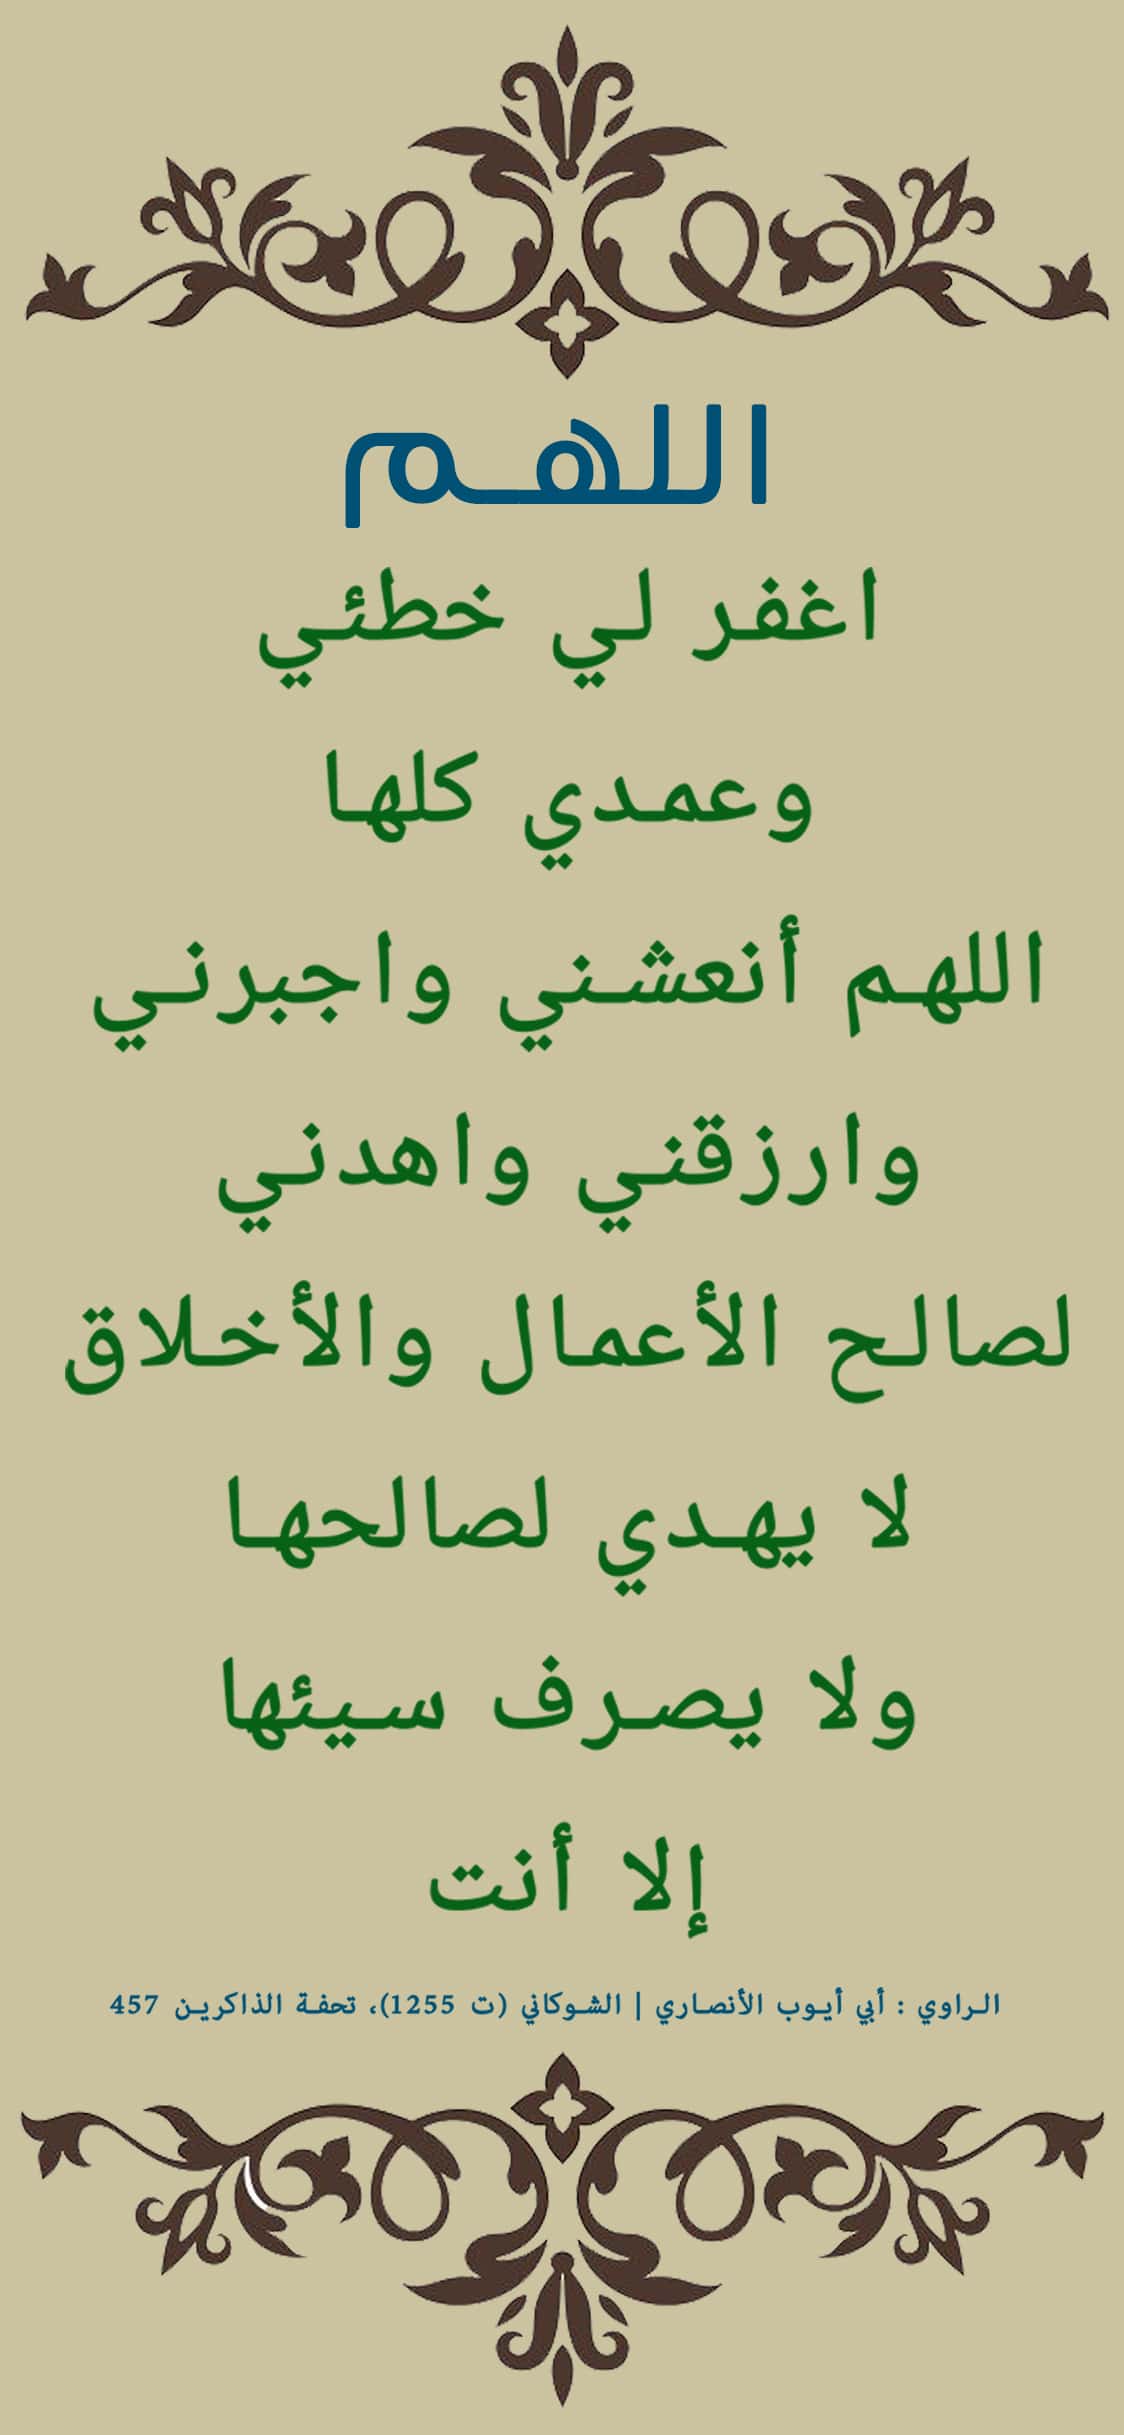 اللهم
اغفر لي خطئي
وعمدي كلها
اللهم أنعشني واجبرني
وارزقني واهدني
لصالح الأعمال والأخلاق
لا يهدي لصالحها
ولا يصرف سيئها
إلا أنت
الراوي : أبي أيوب الأنصاري | الشوكاني (ت 1255)، تحفة الذاكرين 457